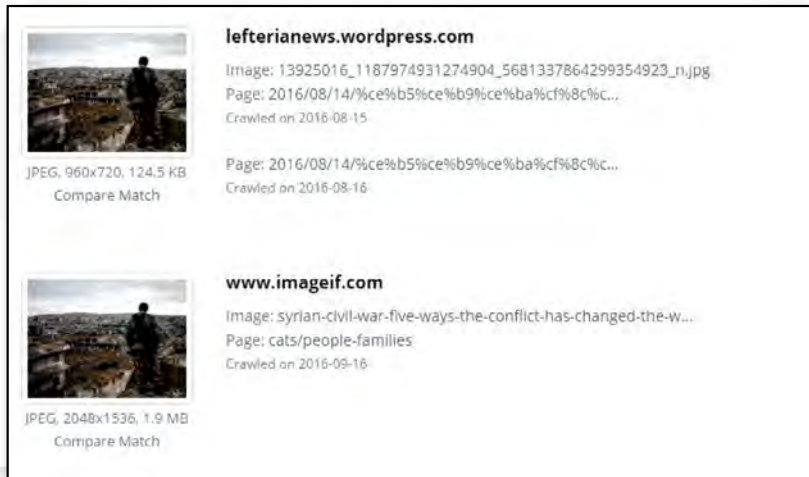 lefterianews.wordpress.com
Image: 13925016_1187974931274904_5681337864299354923_n.jpg
Page: 2016/08/14/%ce%b5%ce%b9%ce%ba%cf%8c%c...
Crawled on 2016-08-15
Page: 2016/08/14/%ce%b5%ce%b9%ce%ba%cf%8c%c...
Crawled on 2016-08-16
JPEG, 960x720, 124.5 KB
Compare Match
www.imageif.com
Image: syrian-civil-war-five-ways-the-conflict-has-changed-the-w...
Page: cats/people-families
Crawled on 2016-09-16
JPEG, 2048x1536, 1.9 MB
Compare Match